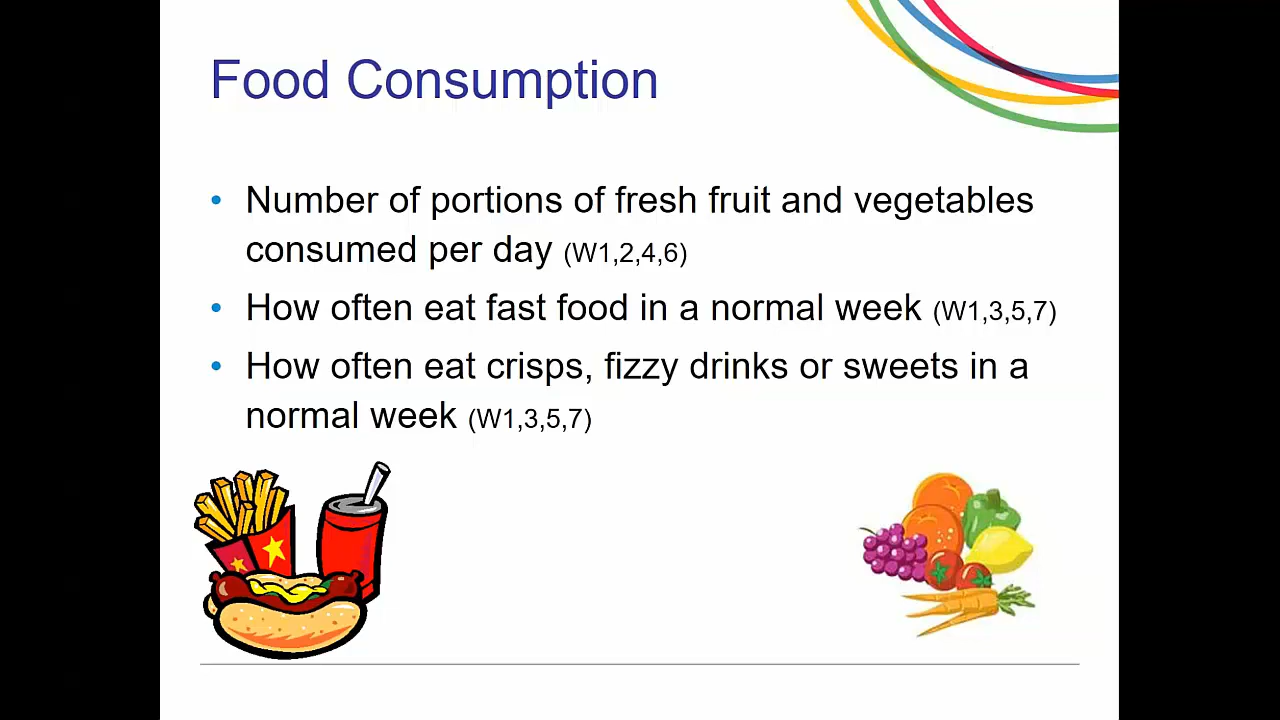 Food Consumption
• Number of portions of fresh fruit and vegetables
consumed per day (W1,2,4,6)
• How often eat fast food in a normal week (W1,3,5,7)
• How often eat crisps, fizzy drinks or sweets in a
normal week (W1,3,5,7)